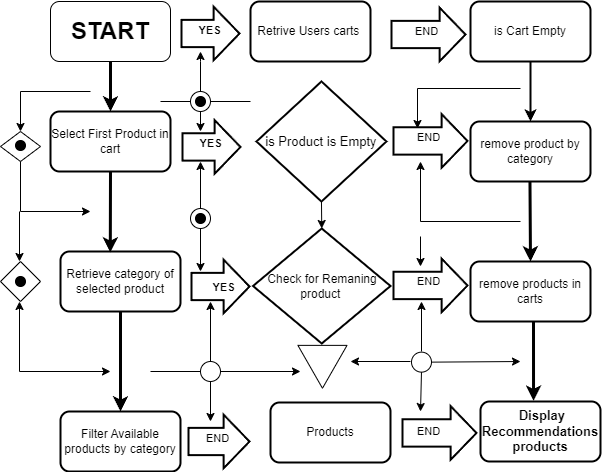 START
YES
Retrive Users carts
END
is Cart Empty
Select First Product in
cart
YES
is Product is Empty
END
remove product by
category
Retrieve category of
selected product
YES
Check for Remaning
product
END
remove products in
carts
Filter Available
products by category
END
Products
END
Display
Recommendations
products